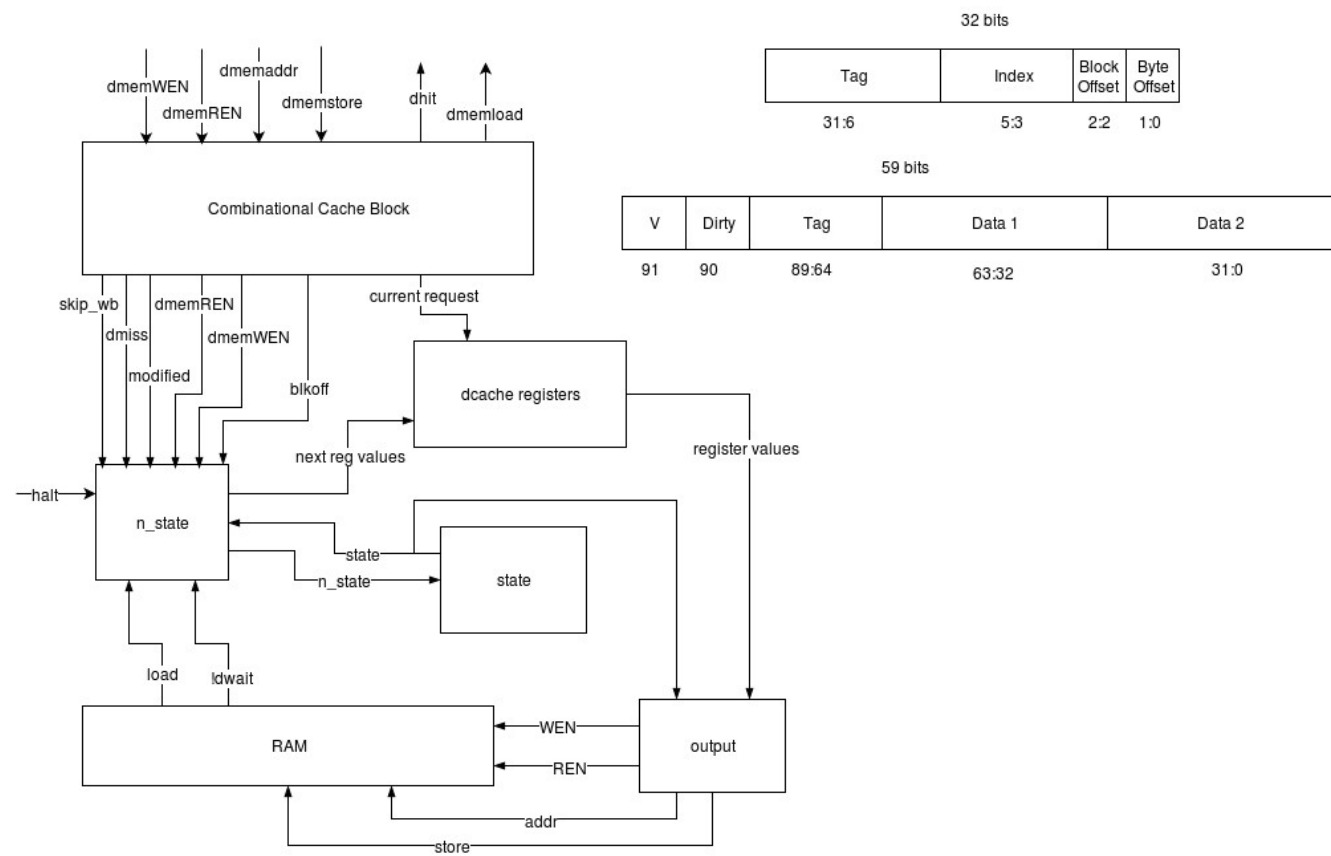 32 bits
Tag
Index
Block
Offset
Byte
Offset
31:6
5:3
2:2
1:0
59 bits
V
Dirty
Tag
Data 1
Data 2
91
90
89:64
63:32
31:0
dmemWEN
dmemREN
dmemaddr
dmemstore
dhit
dmemload
Combinational Cache Block
skip_wb
dmiss
modified
dmemREN
dmemWEN
blkoff
current request
dcache registers
next reg values
register values
halt
n_state
state
n_state
state
load
!dwait
RAM
WEN
REN
output
addr
store